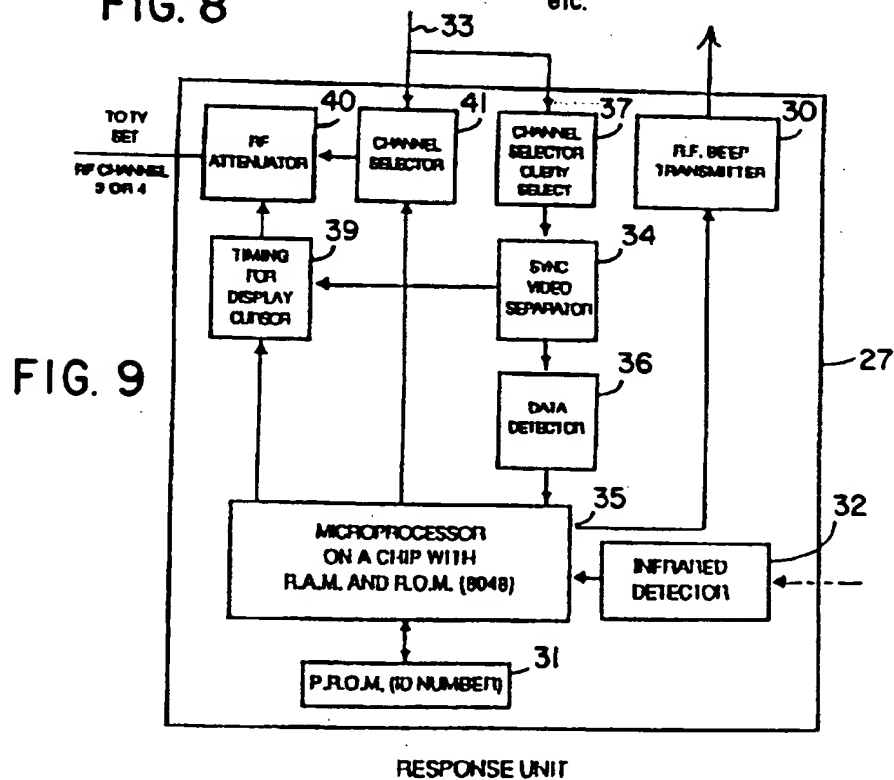 FIG. 8
etc.
33
TO TV
SET
RF CHANNEL
3 OR 4
40
RF
ATTENUATOR
41
CHANNEL
SELECTOR
37
CHANNEL
SELECTOR
QUERY
SELECT
30
R.F. BEEP
TRANSMITTER
39
TIMING
FOR
DISPLAY
CURSOR
34
SYNC
VIDEO
SEPARATOR
FIG. 9
27
36
DATA
DETECTOR
35
MICROPROCESSOR
ON A CHIP WITH
R.A.M. AND R.O.M. (8048)
32
INFRARED
DETECTOR
31
P.R.O.M. (ID NUMBER)
RESPONSE UNIT